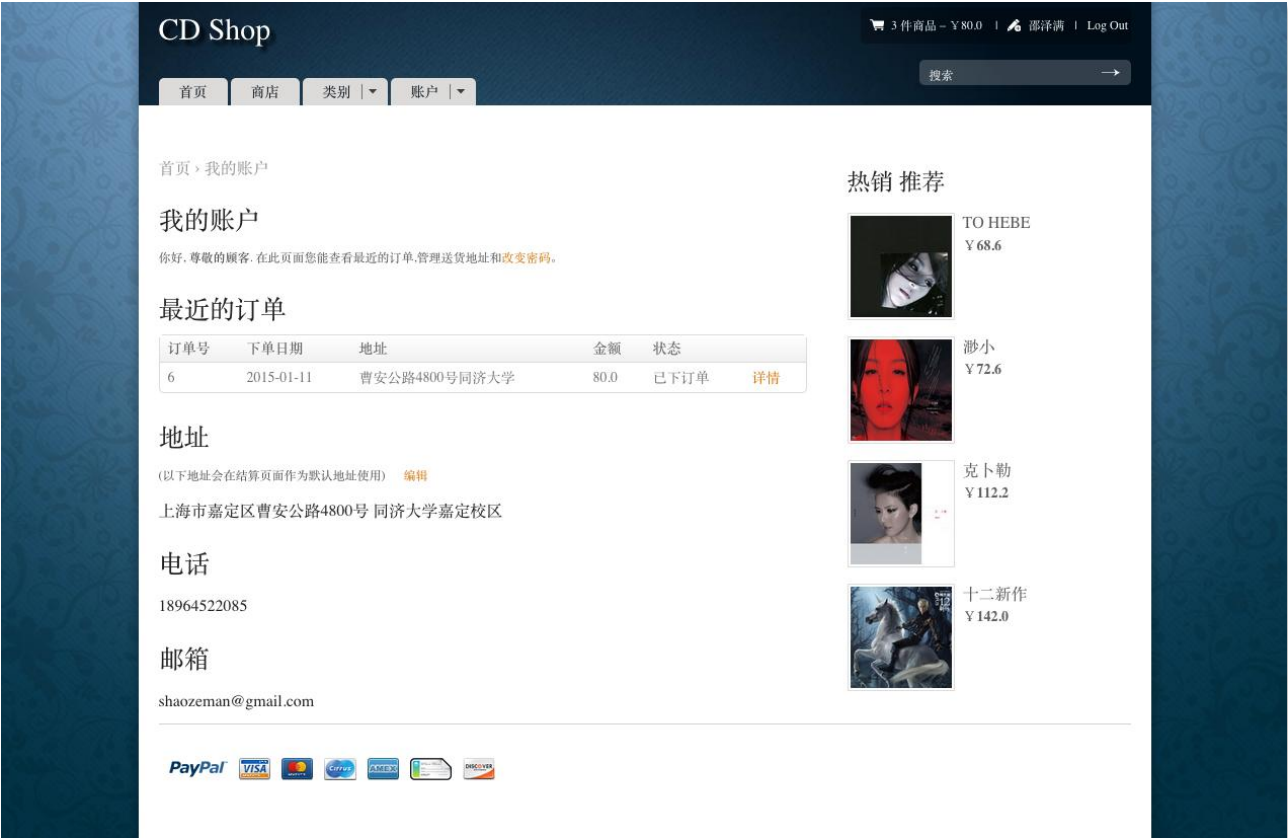 CD Shop
3 件商品 – ￥80.0 | 邵泽满 | Log Out
搜索
首页 商店 类别 账户
首页 › 我的账户
我的账户
你好, 尊敬的顾客. 在此页面您能查看最近的订单,管理送货地址和改变密码。
最近的订单
订单号 下单日期 地址 金额 状态
6 2015-01-11 曹安公路4800号同济大学 80.0 已下订单 详情
地址
(以下地址会在结算页面作为默认地址使用) 编辑
上海市嘉定区曹安公路4800号 同济大学嘉定校区
电话
18964522085
邮箱
shaozeman@gmail.com
热销 推荐
TO HEBE
￥68.6
渺小
￥72.6
克卜勒
￥112.2
十二新作
￥142.0
PayPal VISA Cirrus AMEX DISCOVER